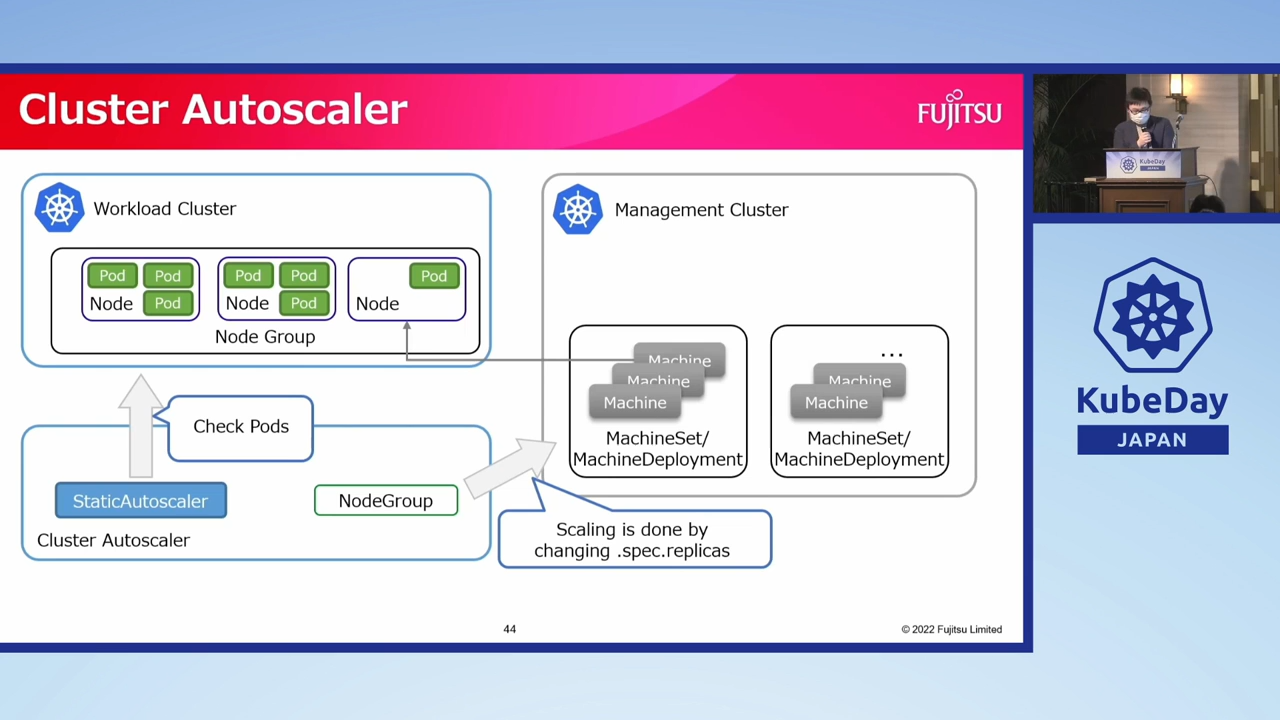 Cluster Autoscaler
FUJITSU
Workload Cluster
Pod
Pod
Node
Pod
Pod
Pod
Node
Pod
Pod
Node
Node Group
Check Pods
StaticAutoscaler
NodeGroup
Cluster Autoscaler
Management Cluster
Machine
Machine
Machine
MachineSet/
MachineDeployment
...
Machine
Machine
MachineSet/
MachineDeployment
Scaling is done by
changing .spec.replicas
44
© 2022 Fujitsu Limited
KubeDay
JAPAN
KubeDay
JAPAN